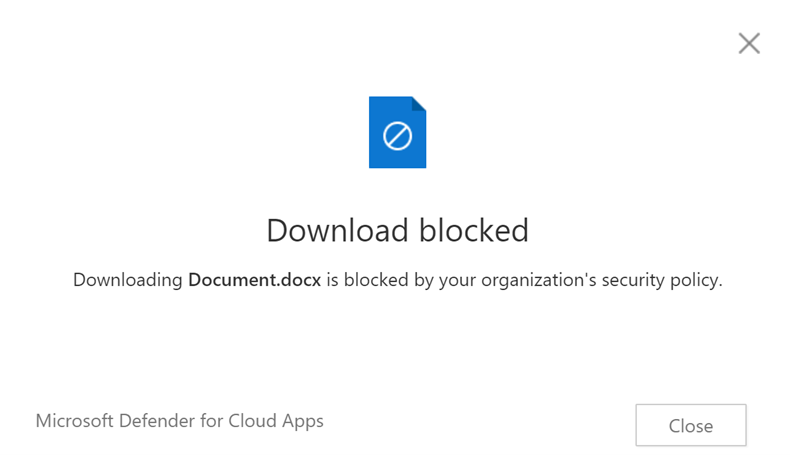 Download blocked
Downloading Document.docx is blocked by your organization's security policy.
Microsoft Defender for Cloud Apps
Close